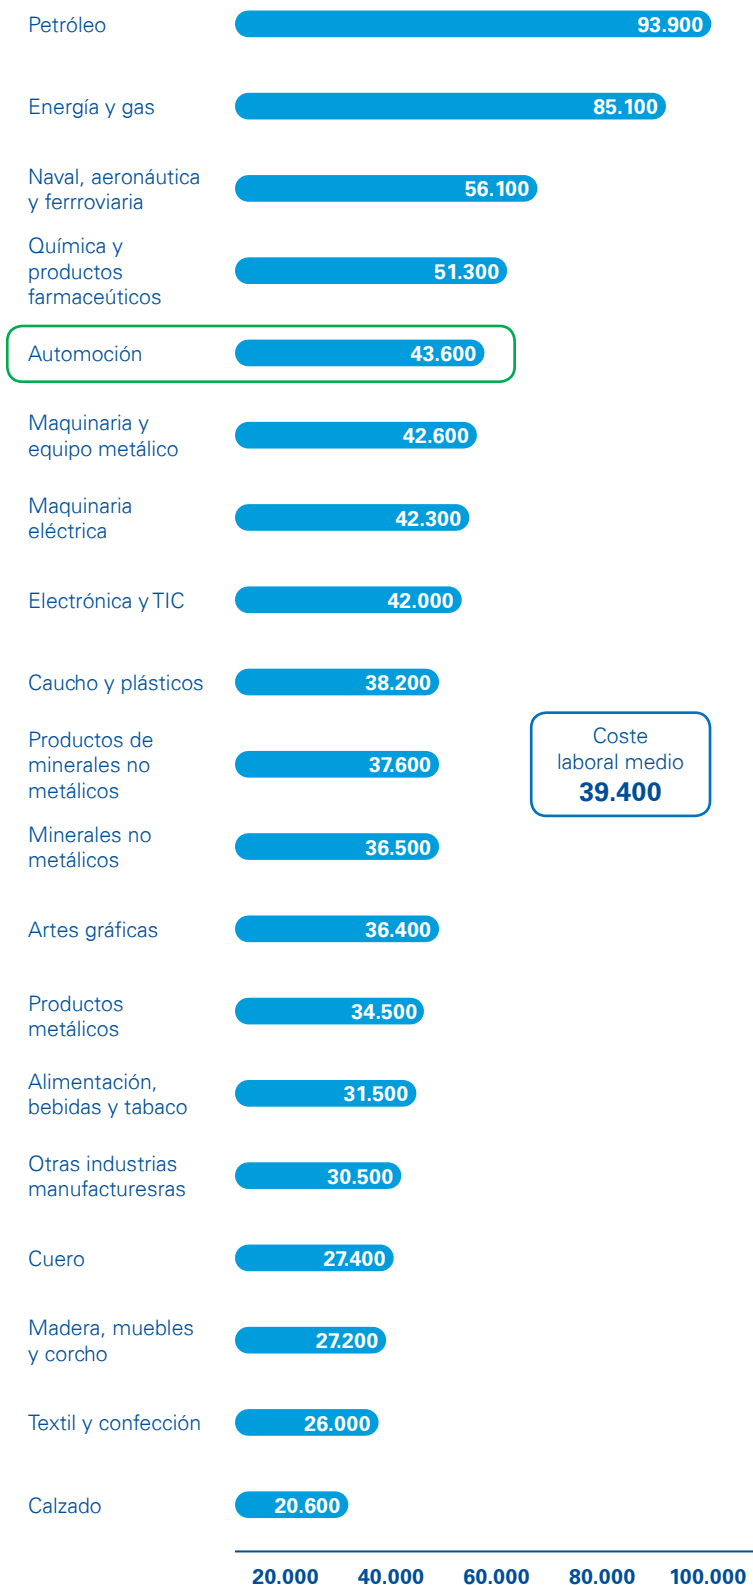 Petróleo
93.900
Energía y gas
85.100
Naval, aeronáutica
y ferrroviaria
56.100
Química y
productos
farmaceúticos
51.300
Automoción
43.600
Maquinaria y
equipo metálico
42.600
Maquinaria
eléctrica
42.300
Electrónica y TIC
42.000
Caucho y plásticos
38.200
Productos de
minerales no
metálicos
37.600
Coste
laboral medio
39.400
Minerales no
metálicos
36.500
Artes gráficas
36.400
Productos
metálicos
34.500
Alimentación,
bebidas y tabaco
31.500
Otras industrias
manufacturesras
30.500
Cuero
27.400
Madera, muebles
y corcho
27.200
Textil y confección
26.000
Calzado
20.600
20.000 40.000 60.000 80.000 100.000